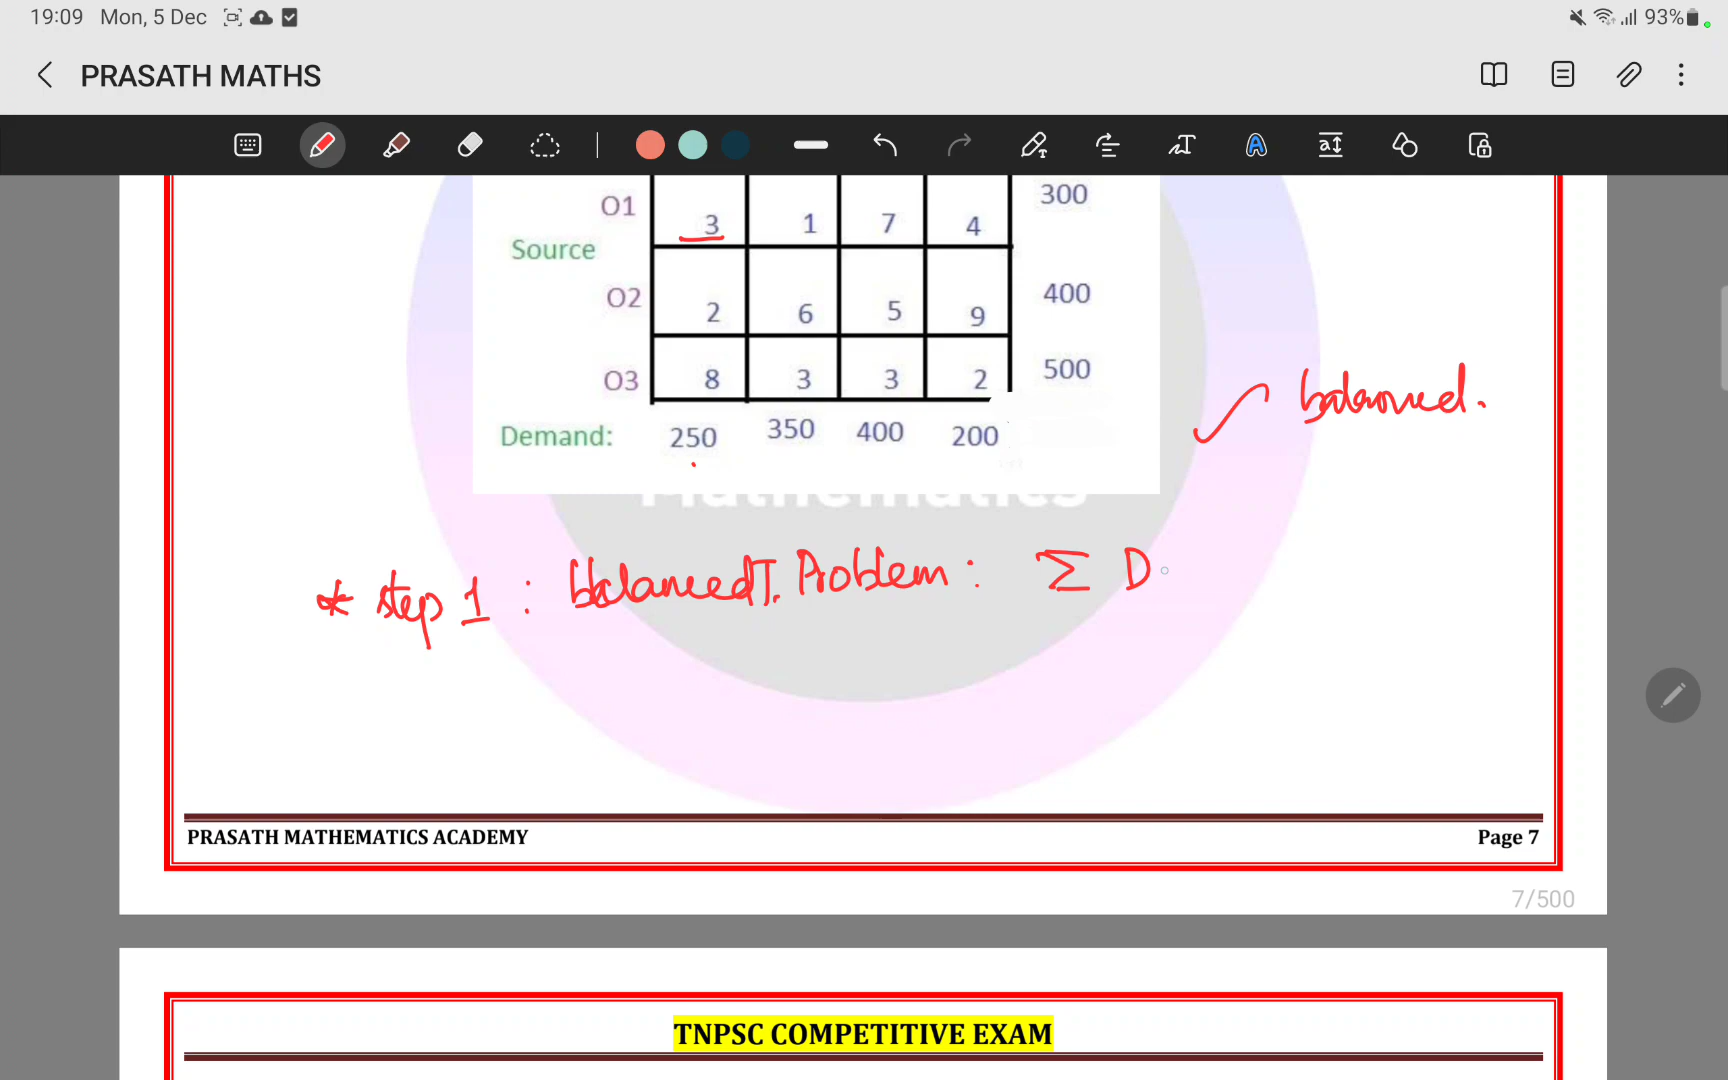 19:09 Mon, 5 Dec 93%
PRASATH MATHS
300
O1 3 1 7 4
Source
O2 2 6 5 9 400
O3 8 3 3 2 500
balanced.
Demand: 250 350 400 200
Mathematics
* step 1 : balanced T. Problem : Σ D
PRASATH MATHEMATICS ACADEMY Page 7
7/500
TNPSC COMPETITIVE EXAM